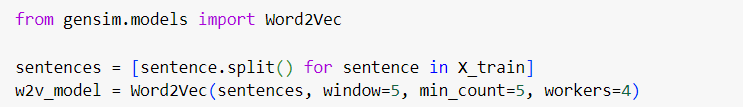 from gensim.models import Word2Vec
sentences = [sentence.split() for sentence in X_train]
w2v_model = Word2Vec(sentences, window=5, min_count=5, workers=4)